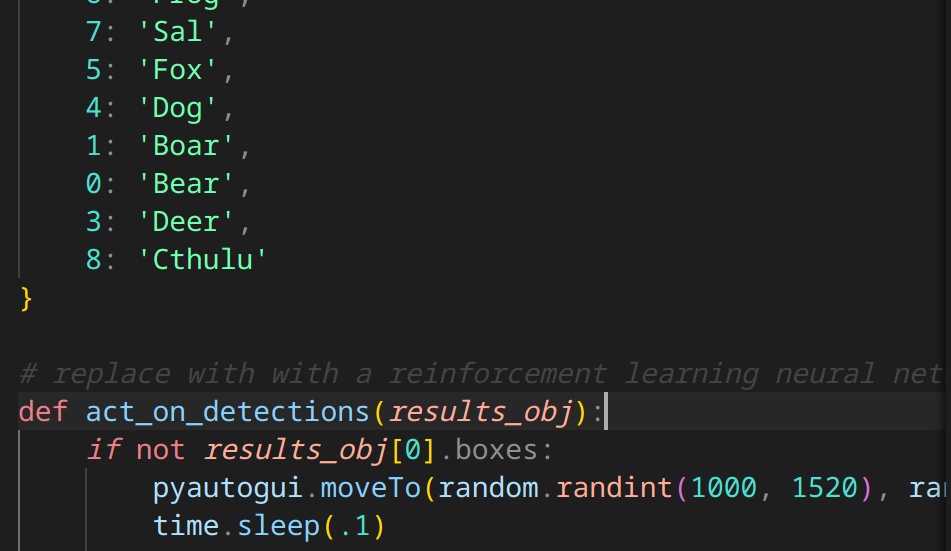 7: 'Sal',
5: 'Fox',
4: 'Dog',
1: 'Boar',
0: 'Bear',
3: 'Deer',
8: 'Cthulu'
}
# replace with with a reinforcement learning neural net
def act_on_detections(results_obj):
if not results_obj[0].boxes:
pyautogui.moveTo(random.randint(1000, 1520),
time.sleep(.1)